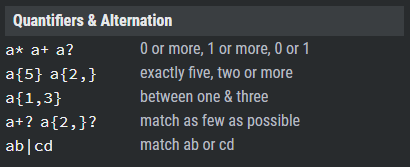 Quantifiers & Alternation
a* a+ a? 0 or more, 1 or more, 0 or 1
a{5} a{2,} exactly five, two or more
a{1,3} between one & three
a+? a{2,}? match as few as possible
ab|cd match ab or cd